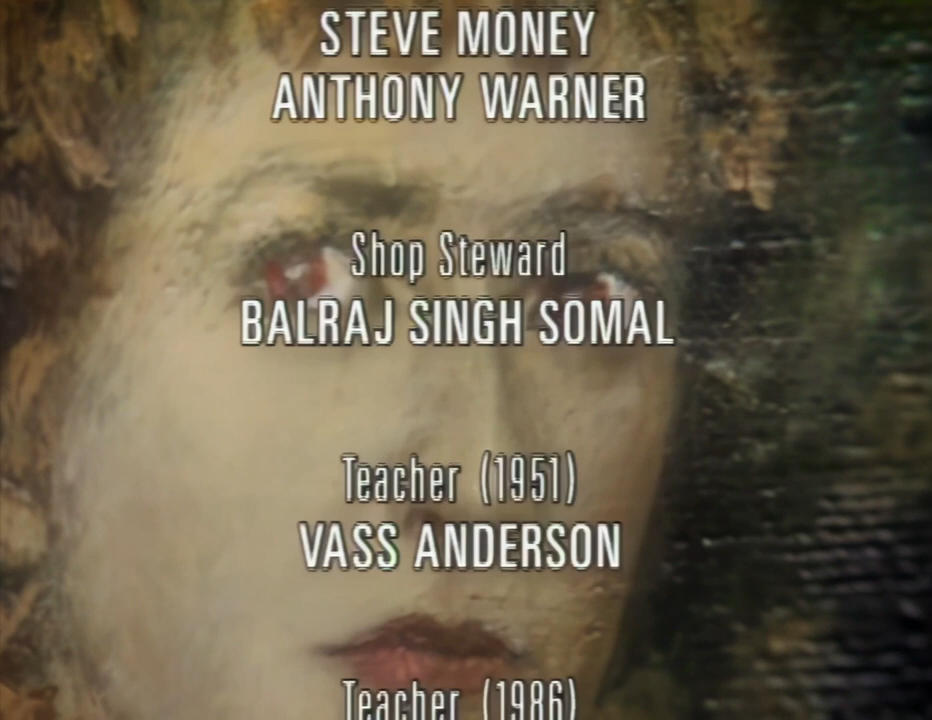 STEVE MONEY
ANTHONY WARNER
Shop Steward
BALRAJ SINGH SOMAL
Teacher (1951)
VASS ANDERSON
Teacher (1986)